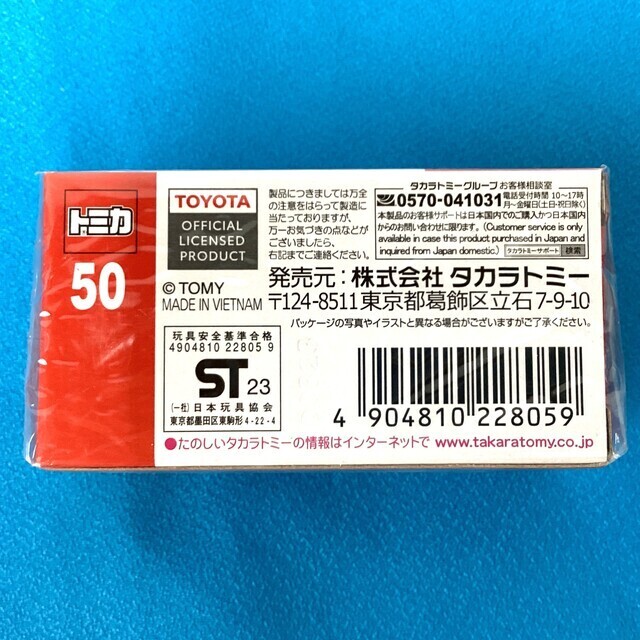 トミカ
50
TOYOTA
OFFICIAL
LICENSED
PRODUCT
© TOMY
MADE IN VIETNAM
製品につきましては万全
の注意をはらって製造に
当たっておりますが、
万一お気づきの点などが
ございましたら、
右記までご連絡ください。
タカラトミーグループ お客様相談室
0570-041031
電話受付時間 10〜17時
月〜金曜日(土・日・祝日除く)
本製品のお客様サポートは日本国内でのご購入かつ日本国内
からのお問い合わせに限ります。(Customer service is only
available in case this product purchased in Japan and
inquired from Japan domestic.)
タカラトミーサポート 検索
発売元:株式会社 タカラトミー
〒124-8511 東京都葛飾区立石7-9-10
パッケージの写真やイラストと異なる場合がございますがご了承ください。
玩具安全基準合格
4904810 22805 9
ST 23
(一社)日本玩具協会
東京都墨田区東駒形4-22-4
4 904810 228059
●たのしいタカラトミーの情報はインターネットで www.takaratomy.co.jp